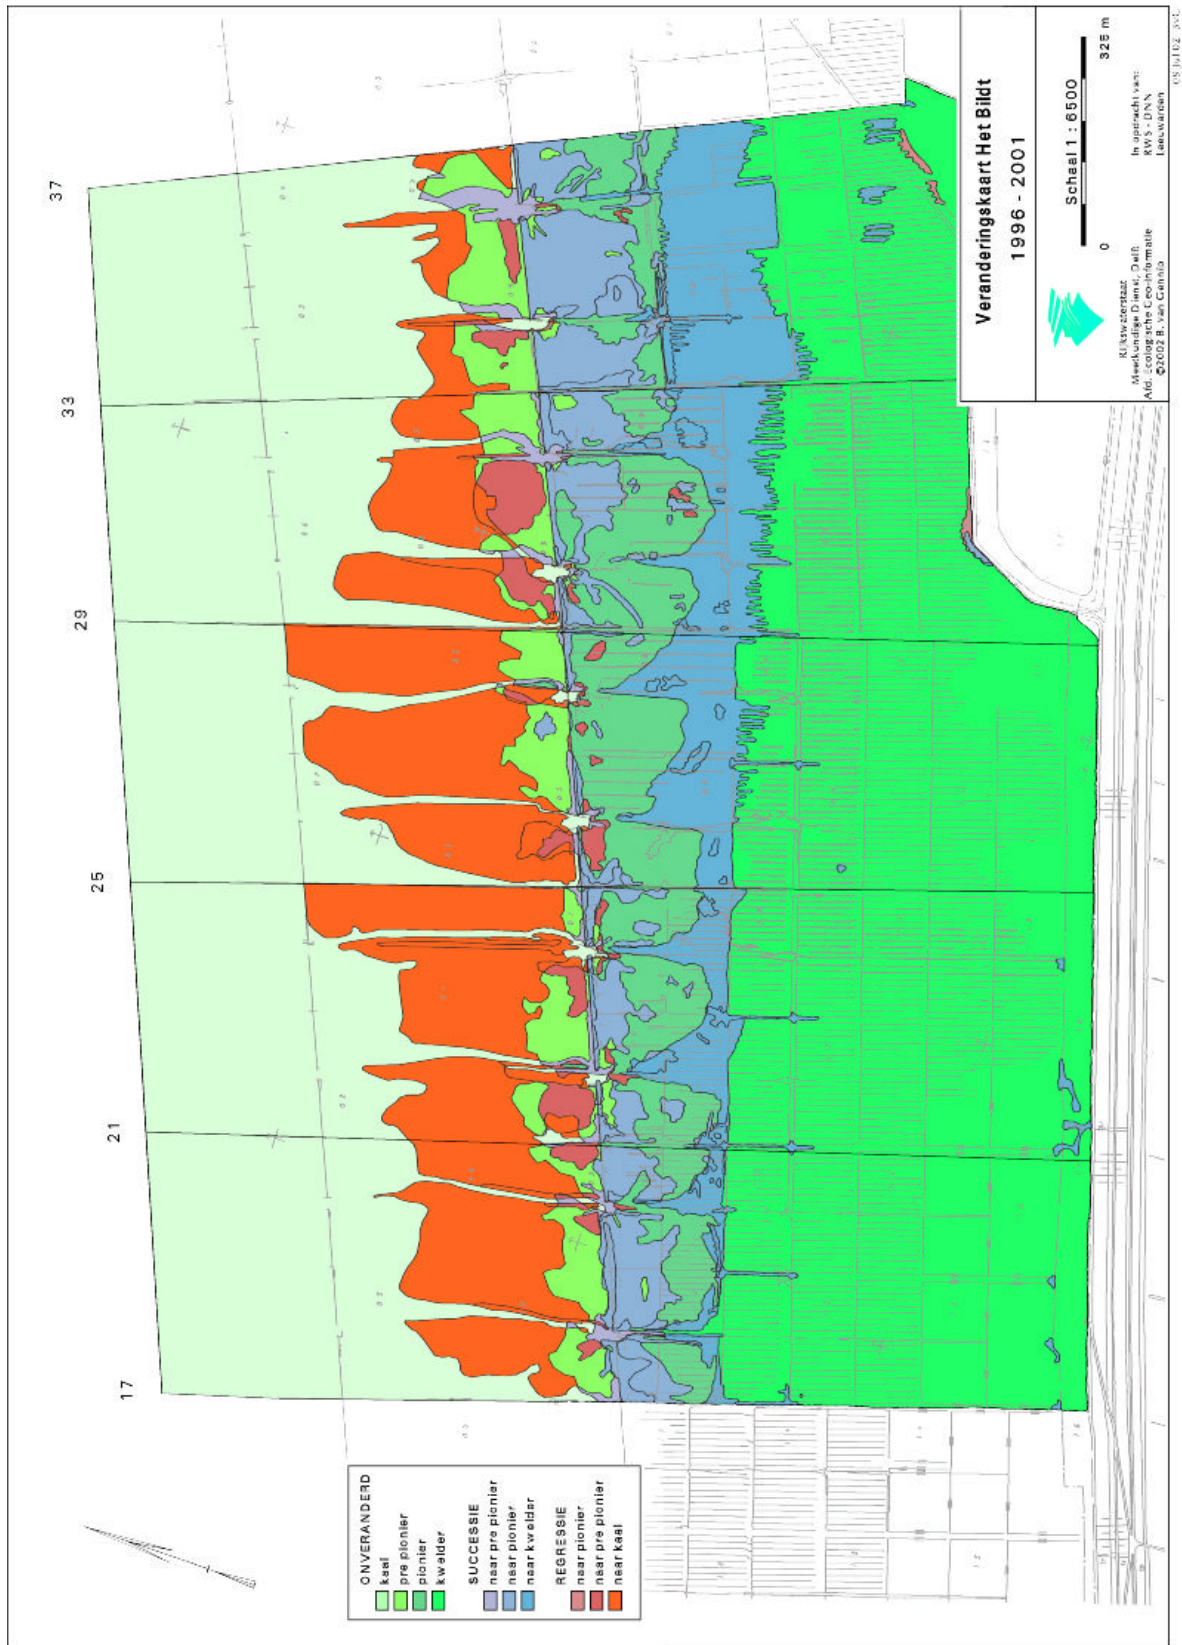 37
33
29
25
21
17
Veranderingskaart Het Bildt
1996 - 2001
Schaal 1 : 6500
0 325 m
Rijkswaterstaat
Meetkundige Dienst, Delft
Afd. Ecologische Geo-informatie
©2002 B. van Gennip
In opdracht van:
RWS - DNN
Leeuwarden
ONVERANDERD
kaal
pre pionier
pionier
kwelder
SUCCESSIE
naar pre pionier
naar pionier
naar kwelder
REGRESSIE
naar pionier
naar pre pionier
naar kaal